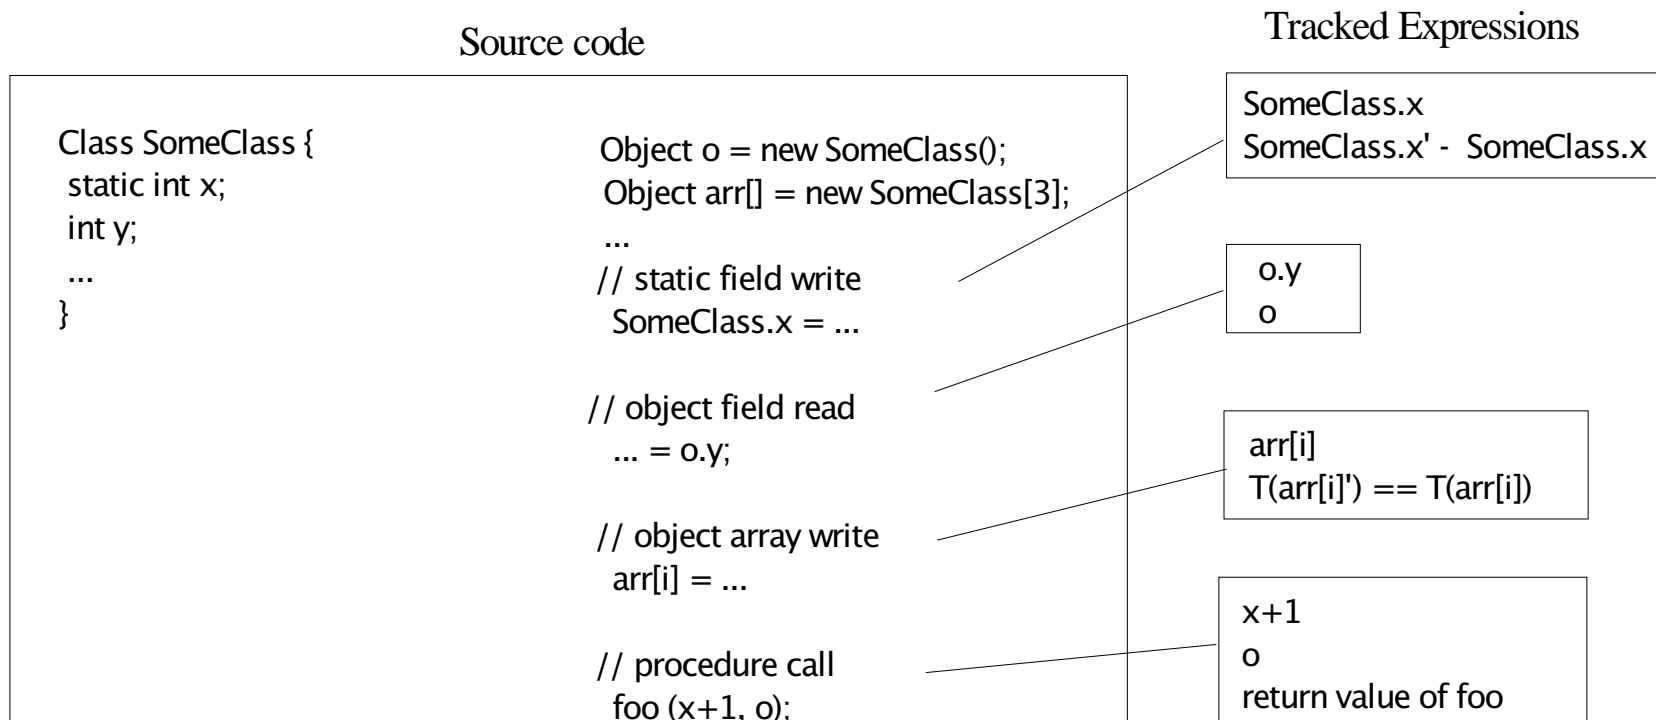 Source code
Class SomeClass {
static int x;
int y;
...
}
Object o = new SomeClass();
Object arr[] = new SomeClass[3];
...
// static field write
SomeClass.x = ...
// object field read
... = o.y;
// object array write
arr[i] = ...
// procedure call
foo (x+1, o);
Tracked Expressions
SomeClass.x
SomeClass.x' - SomeClass.x
o.y
o
arr[i]
T(arr[i]') == T(arr[i])
x+1
o
return value of foo